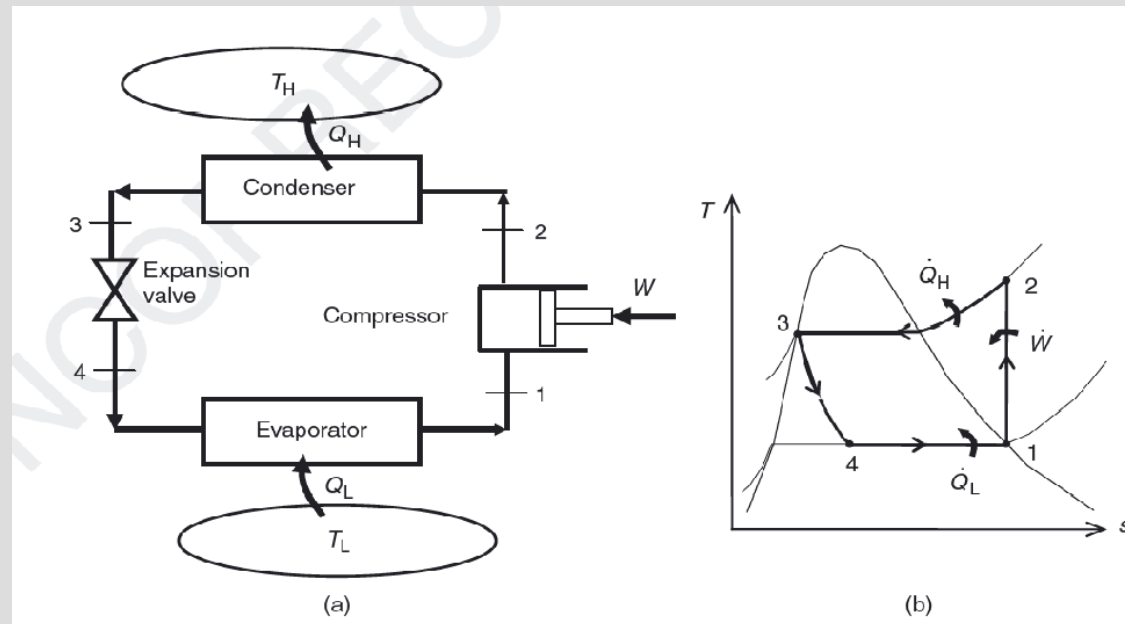 T_H
Q_H
Condenser
3
2
Expansion
valve
Compressor
W
4
1
Evaporator
Q_L
T_L
(a)
T
Q̇_H
2
3
Ẇ
4
1
Q̇_L
s
(b)